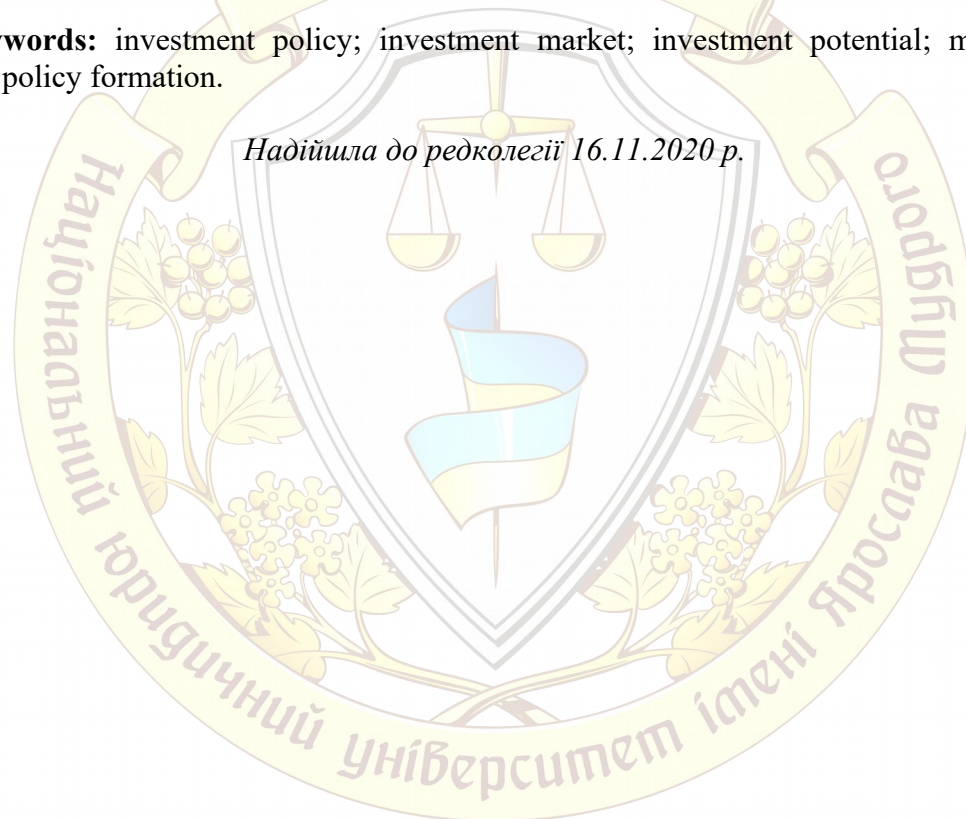 ywords: investment policy; investment market; investment potential; m
policy formation.
Надійшла до редколегії 16.11.2020 р.
Національний юридичний університет імені Ярослава Мудрого